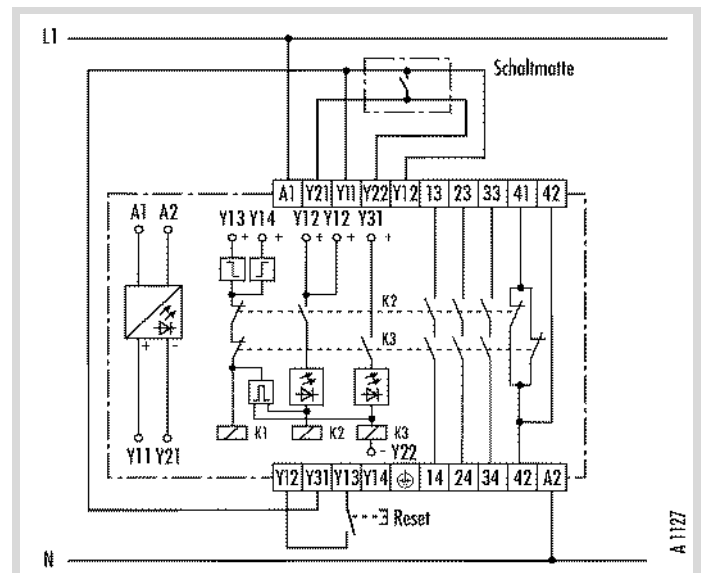 L1
Schaltmatte
A1 Y21 Y11 Y22 Y12 13 23 33 41 42
A1 A2 Y13 Y14 Y12 Y12 Y31
+ + + + +
K2
K3
+ -
K1 K2 K3
Y11 Y21
- Y22
Y12 Y31 Y13 Y14 14 24 34 42 A2
Reset
A 1127
N